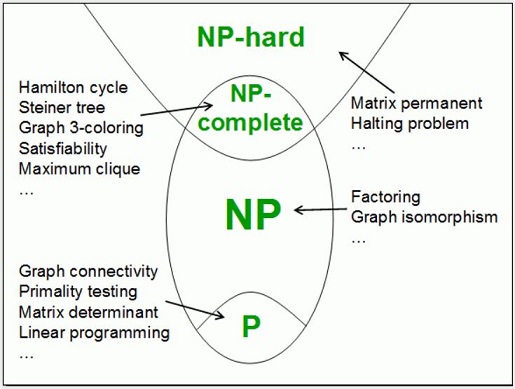 NP-hard
Hamilton cycle
Steiner tree
Graph 3-coloring
Satisfiability
Maximum clique
…
NP-
complete
Matrix permanent
Halting problem
…
NP
Factoring
Graph isomorphism
…
Graph connectivity
Primality testing
Matrix determinant
Linear programming
…
P